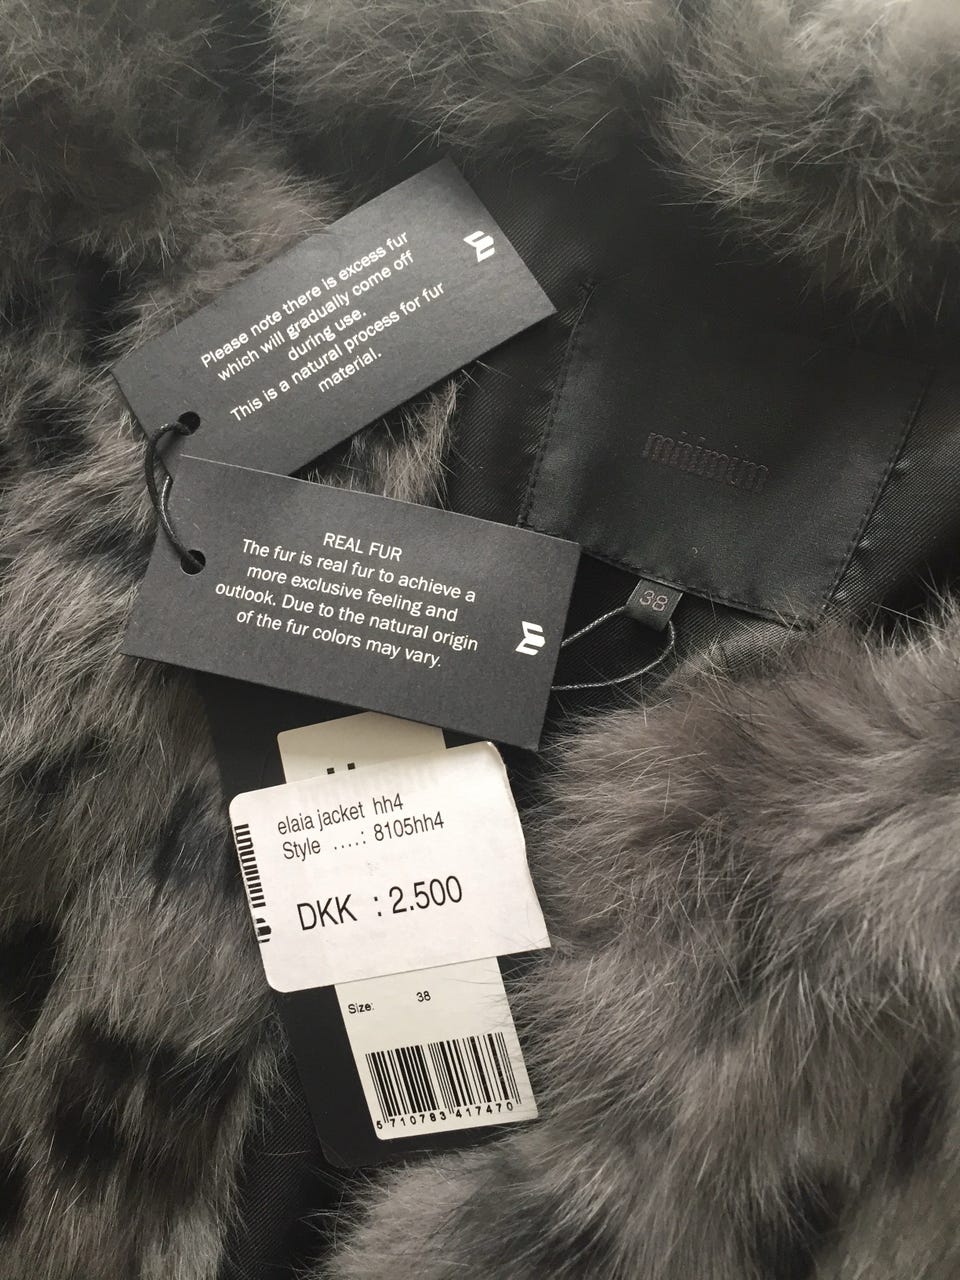 Please note there is excess fur
which will gradually come off
during use.
This is a natural process for fur
material.
minimum
38
REAL FUR
The fur is real fur to achieve a
more exclusive feeling and
outlook. Due to the natural origin
of the fur colors may vary.
elaia jacket hh4
Style ....: 8105hh4
DKK : 2.500
Size: 38
5 710783 417470